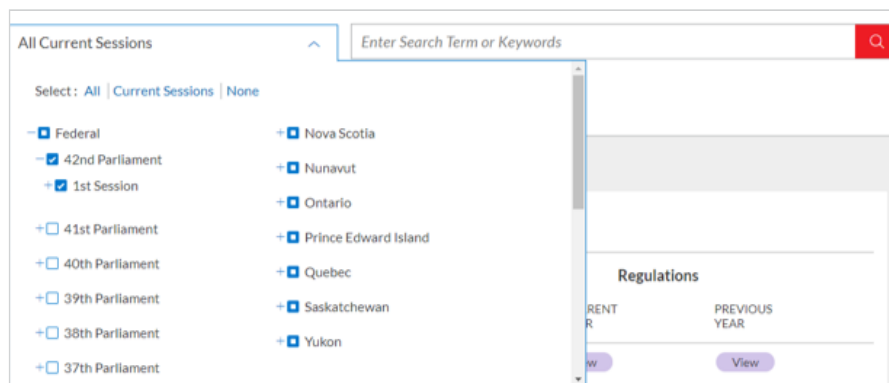 All Current Sessions
Enter Search Term or Keywords
Select : All | Current Sessions | None
Federal
42nd Parliament
1st Session
41st Parliament
40th Parliament
39th Parliament
38th Parliament
37th Parliament
Nova Scotia
Nunavut
Ontario
Prince Edward Island
Quebec
Saskatchewan
Yukon
Regulations
PREVIOUS
YEAR
View